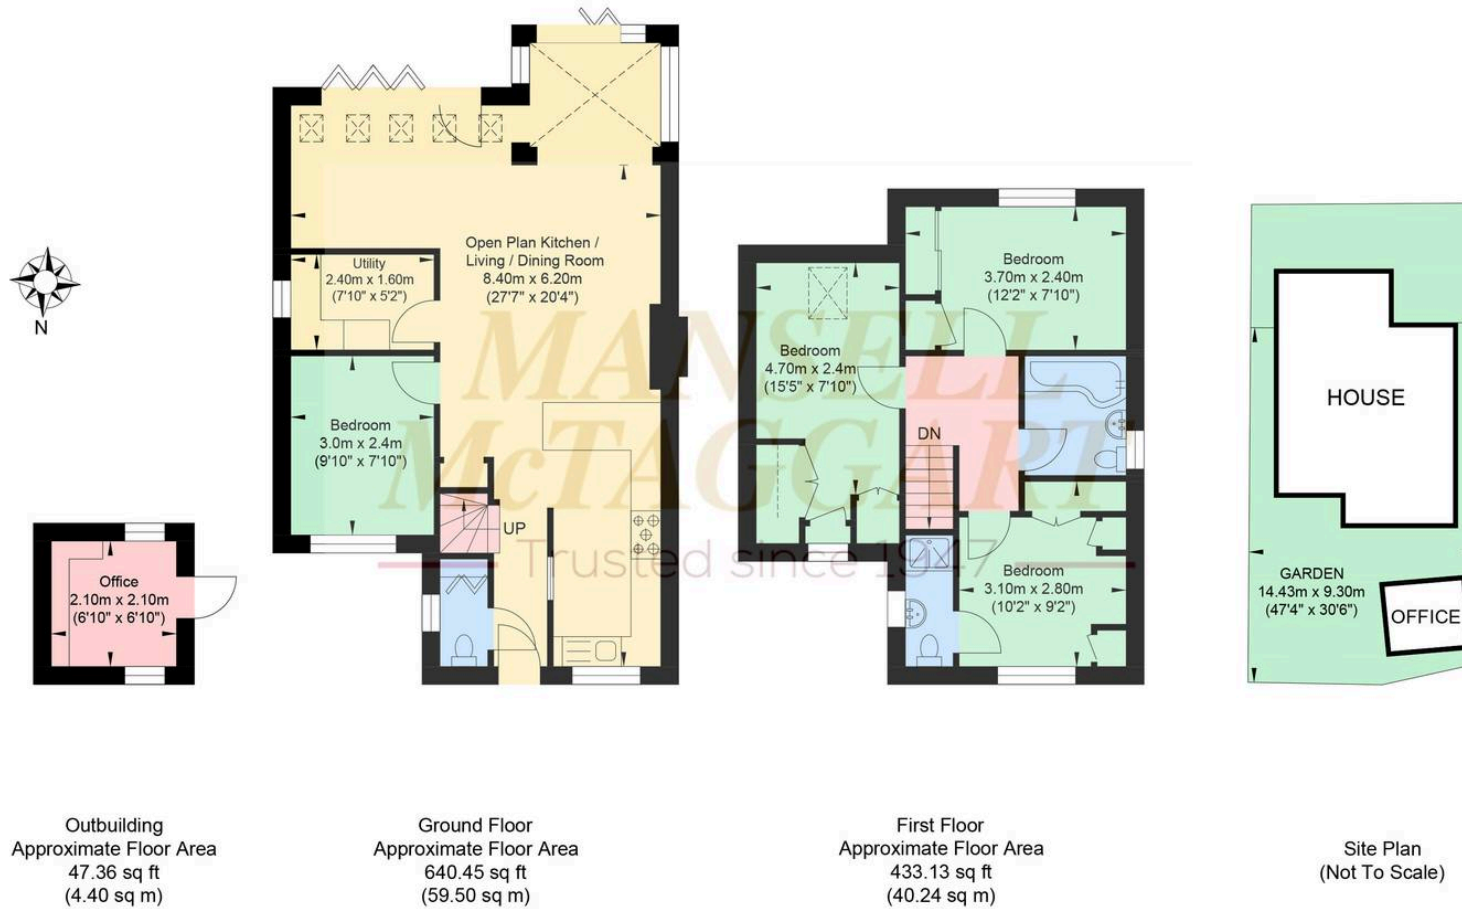 N
Office
2.10m x 2.10m
(6'10" x 6'10")
Open Plan Kitchen /
Living / Dining Room
8.40m x 6.20m
(27'7" x 20'4")
Utility
2.40m x 1.60m
(7'10" x 5'2")
Bedroom
3.0m x 2.4m
(9'10" x 7'10")
UP
Bedroom
3.70m x 2.40m
(12'2" x 7'10")
Bedroom
4.70m x 2.4m
(15'5" x 7'10")
DN
Bedroom
3.10m x 2.80m
(10'2" x 9'2")
HOUSE
GARDEN
14.43m x 9.30m
(47'4" x 30'6")
OFFICE
MANSELL
McTAGGART
Trusted since 1947
Outbuilding
Approximate Floor Area
47.36 sq ft
(4.40 sq m)
Ground Floor
Approximate Floor Area
640.45 sq ft
(59.50 sq m)
First Floor
Approximate Floor Area
433.13 sq ft
(40.24 sq m)
Site Plan
(Not To Scale)